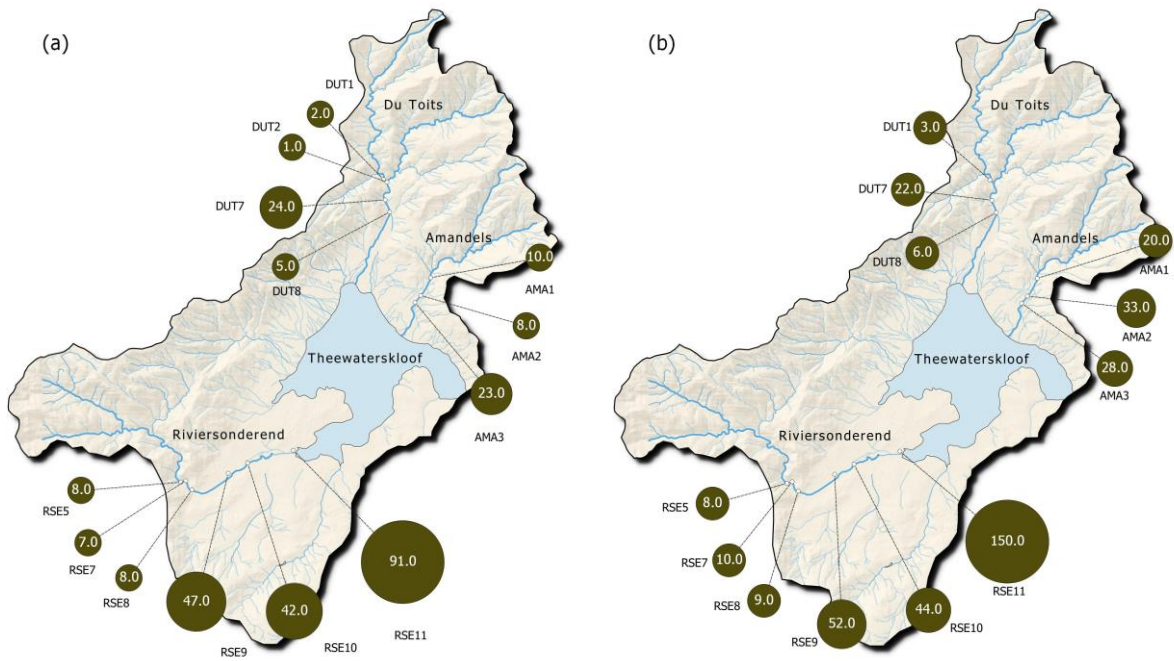 (a)
DUT1
Du Toits
2.0
DUT2
1.0
DUT7
24.0
Amandels
5.0
10.0
DUT8
AMA1
8.0
AMA2
Theewaterskloof
23.0
AMA3
Riviersonderend
8.0
RSE5
7.0
RSE7
8.0
RSE8
47.0
RSE9
42.0
RSE10
91.0
RSE11
(b)
Du Toits
DUT1
3.0
DUT7
22.0
Amandels
6.0
20.0
DUT8
AMA1
33.0
AMA2
Theewaterskloof
28.0
AMA3
Riviersonderend
8.0
RSE5
10.0
RSE7
9.0
RSE8
52.0
RSE9
44.0
RSE10
150.0
RSE11